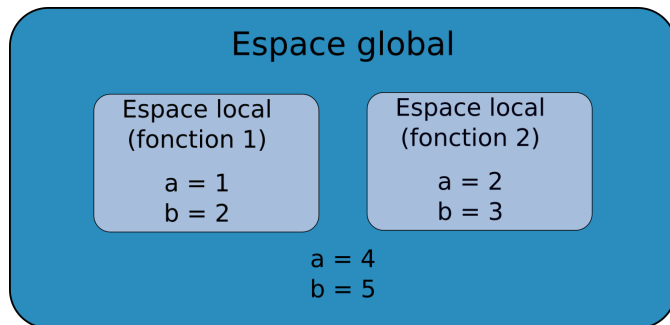 Espace global
Espace local
(fonction 1)
a = 1
b = 2
Espace local
(fonction 2)
a = 2
b = 3
a = 4
b = 5